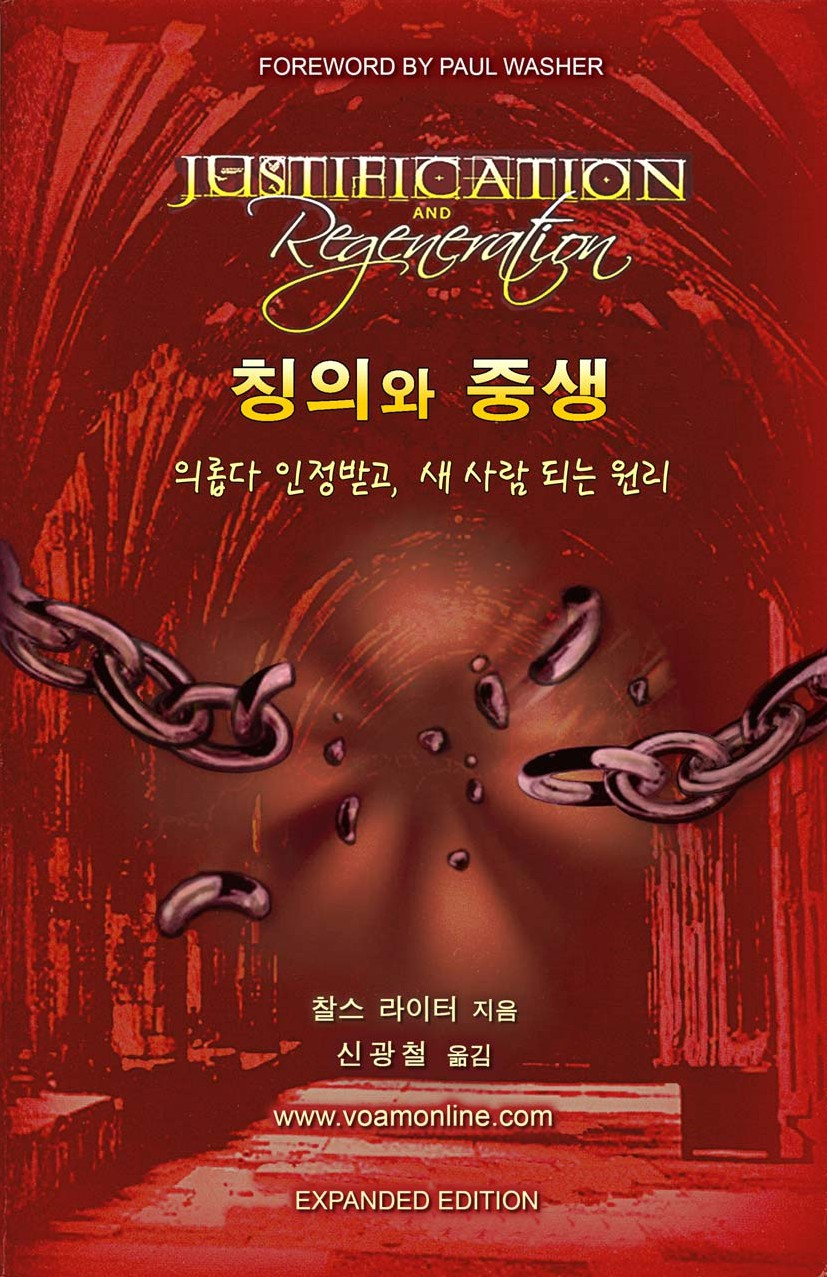 FOREWORD BY PAUL WASHER
JUSTIFICATION
AND
Regeneration
칭의와 중생
의롭다 인정받고, 새 사람 되는 원리
찰스 라이터 지음
신광철 옮김
www.voamonline.com
EXPANDED EDITION